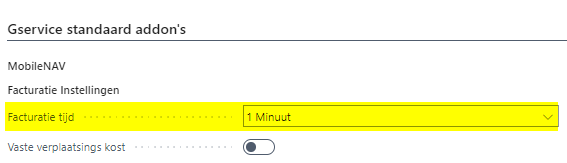 Gservice standaard addon's
MobileNAV
Facturatie Instellingen
Facturatie tijd 1 Minuut
Vaste verplaatsings kost